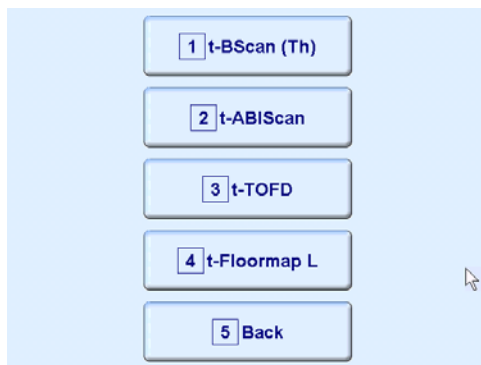 1 t-BScan (Th)
2 t-ABIScan
3 t-TOFD
4 t-Floormap L
5 Back